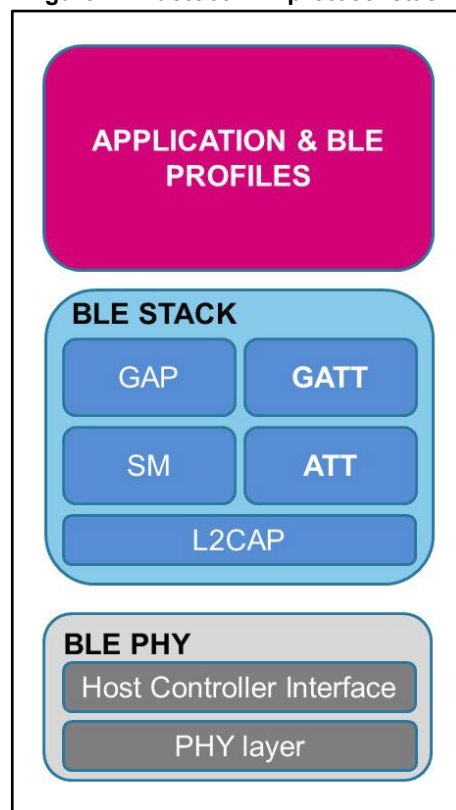 APPLICATION & BLE
PROFILES
BLE STACK
GAP
GATT
SM
ATT
L2CAP
BLE PHY
Host Controller Interface
PHY layer